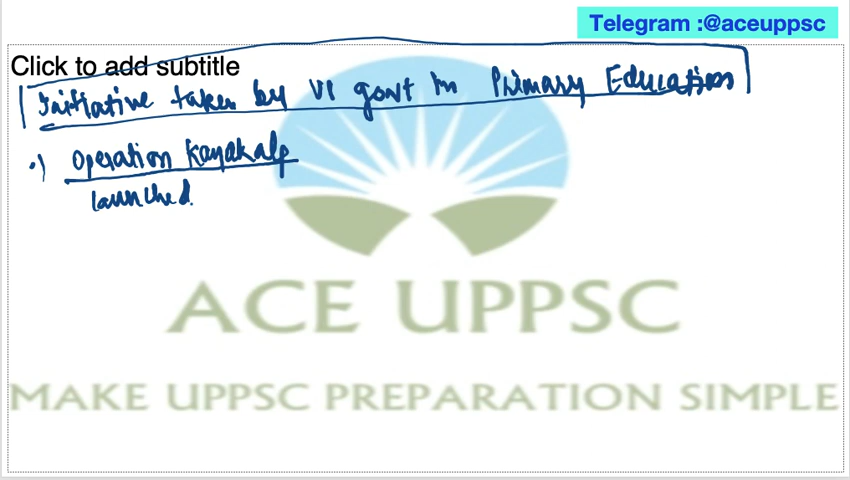 Telegram :@aceuppsc
Click to add subtitle
Initiative taken by UP govt in Primary Education
Operation Kayakalp
launched
ACE UPPSC
MAKE UPPSC PREPARATION SIMPLE